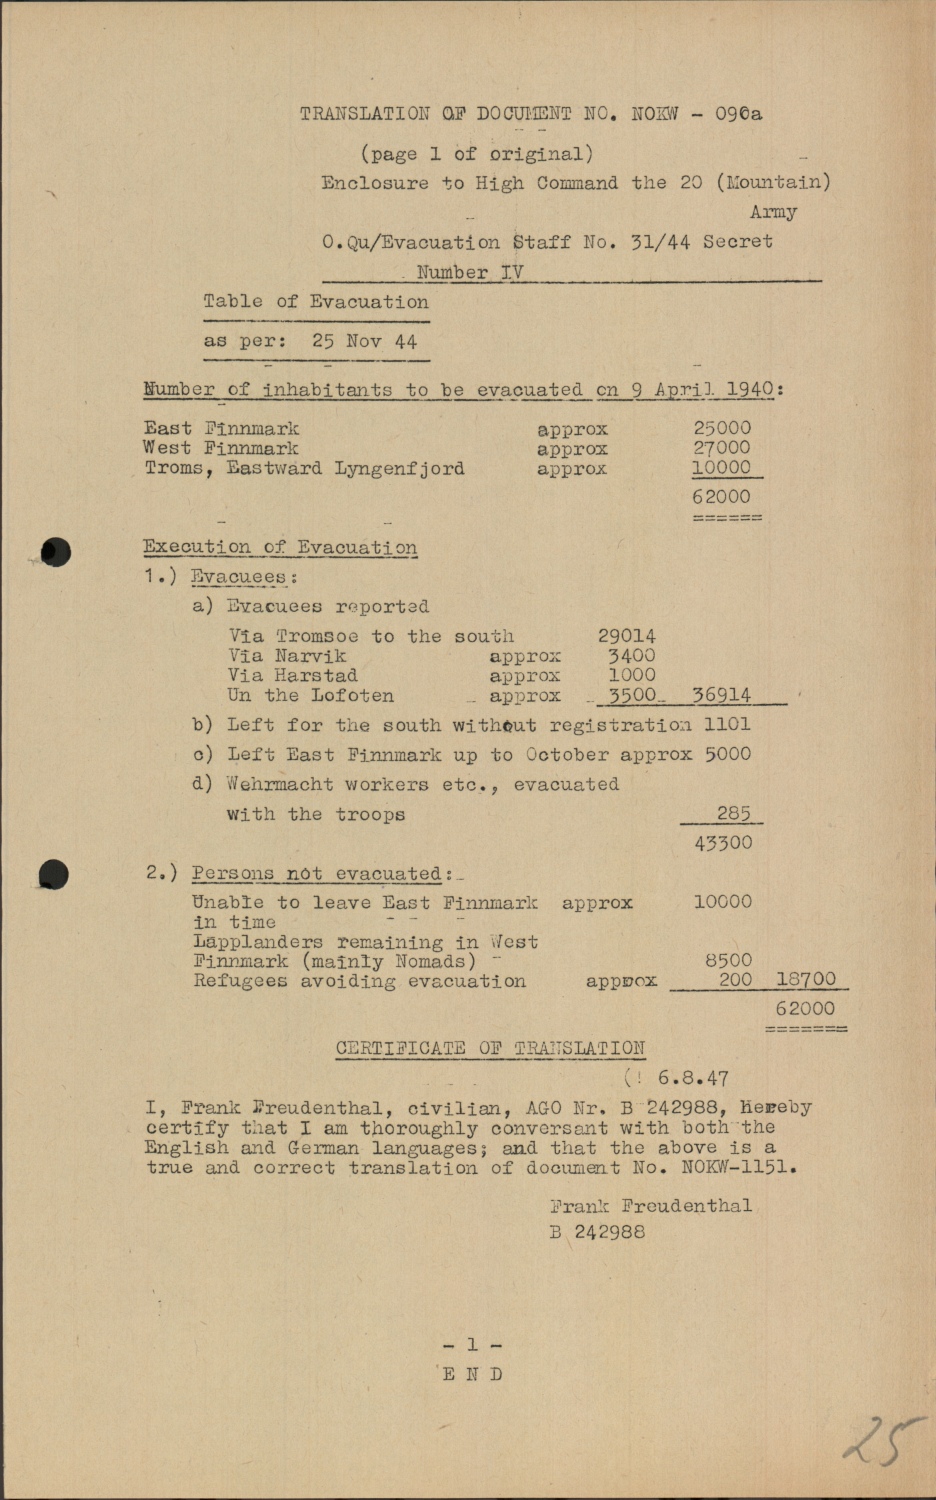 TRANSLATION OF DOCUMENT NO. NOKW - 096a
(page 1 of original)
Enclosure to High Command the 20 (Mountain)
Army
O.Qu/Evacuation Staff No. 31/44 Secret
Number IV
Table of Evacuation
as per: 25 Nov 44
Number of inhabitants to be evacuated on 9 April 1940:
East Finnmark approx 25000
West Finnmark approx 27000
Troms, Eastward Lyngenfjord approx 10000
62000
======
Execution of Evacuation
1.) Evacuees:
a) Evacuees reported
Via Tromsoe to the south 29014
Via Narvik approx 3400
Via Harstad approx 1000
Un the Lofoten approx 3500 36914
b) Left for the south without registration 1101
c) Left East Finnmark up to October approx 5000
d) Wehrmacht workers etc., evacuated
with the troops 285
43300
2.) Persons not evacuated:
Unable to leave East Finnmark approx 10000
in time
Lapplanders remaining in West
Finnmark (mainly Nomads) 8500
Refugees avoiding evacuation approx 200 18700
62000
=======
CERTIFICATE OF TRANSLATION
(! 6.8.47
I, Frank Freudenthal, civilian, AGO Nr. B 242988, hereby
certify that I am thoroughly conversant with both the
English and German languages; and that the above is a
true and correct translation of document No. NOKW-1151.
Frank Freudenthal
B 242988
- 1 -
E N D
25